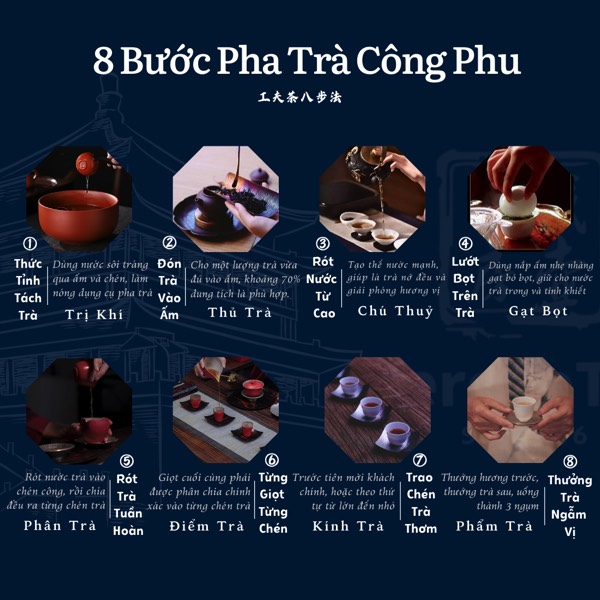 8 Bước Pha Trà Công Phu
工夫茶八步法
①
Thức
Tỉnh
Tách
Trà
Dùng nước sôi tráng
qua ấm và chén, làm
nóng dụng cụ pha trà
Trị Khí
②
Đón
Trà
Vào
Ấm
Cho một lượng trà vừa
đủ vào ấm, khoảng 70%
dung tích là phù hợp.
Thủ Trà
③
Rót
Nước
Từ
Cao
Tạo thế nước mạnh,
giúp lá trà nở đều và
giải phóng hương vị
Chú Thuỷ
④
Lướt
Bọt
Trên
Trà
Dùng nắp ấm nhẹ nhàng
gạt bỏ bọt, giữ cho nước
trà trong và tinh khiết
Gạt Bọt
Rót nước trà vào
chén công, rồi chia
đều ra từng chén trà
Phân Trà
⑤
Rót
Trà
Tuần
Hoàn
Giọt cuối cùng phải
được phân chia chính
xác vào từng chén trà
Điểm Trà
⑥
Từng
Giọt
Từng
Chén
Trước tiên mời khách
chính, hoặc theo thứ
tự từ lớn đến nhỏ
Kính Trà
⑦
Trao
Chén
Trà
Thơm
Thưởng hương trước,
thưởng trà sau, uống
thành 3 ngụm
Phẩm Trà
⑧
Thưởng
Trà
Ngẫm
Vị